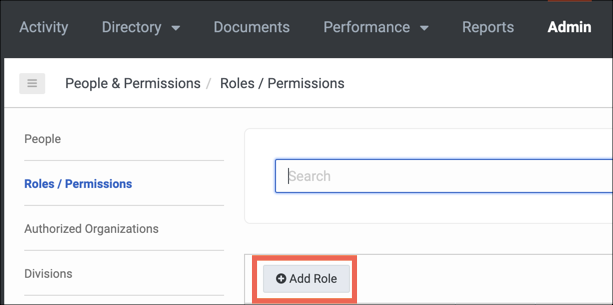 Activity Directory Documents Performance Reports Admin
People & Permissions / Roles / Permissions
People
Roles / Permissions
Authorized Organizations
Divisions
Search
Add Role